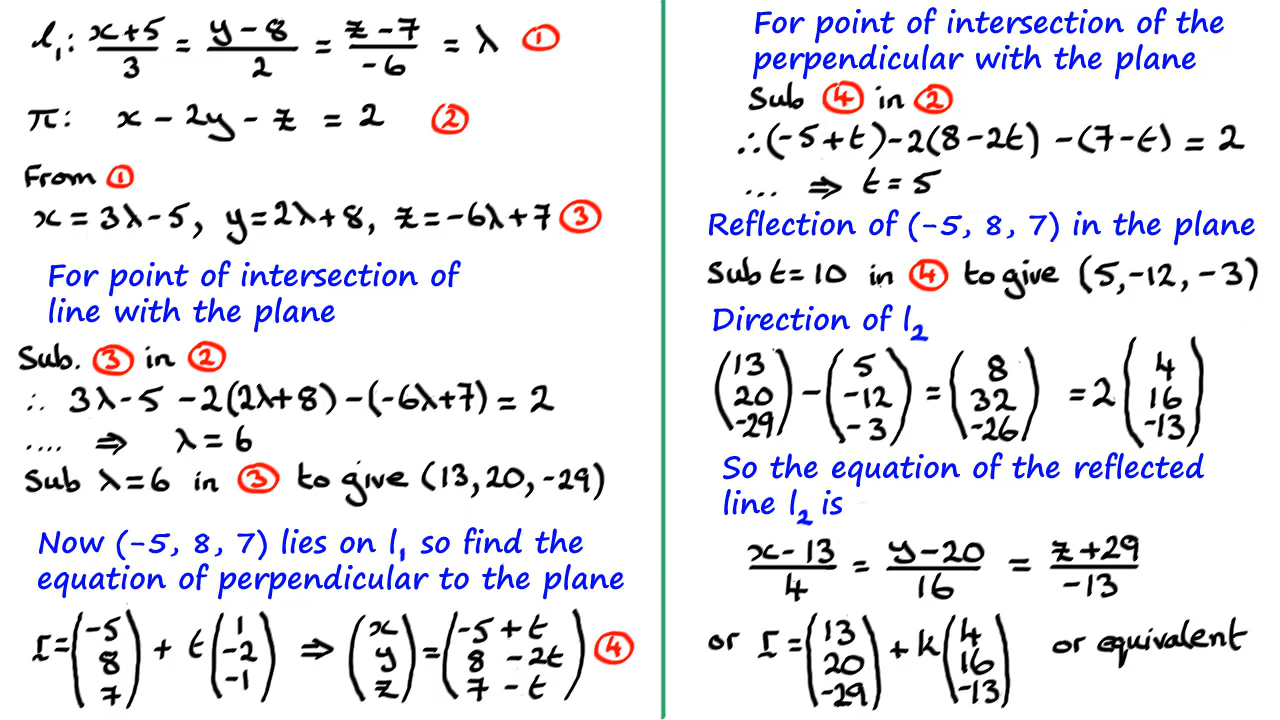 l₁: (x+5)/3 = (y-8)/2 = (z-7)/-6 = λ ①
π: x - 2y - z = 2 ②
From ①
x = 3λ-5, y = 2λ+8, z = -6λ+7 ③
For point of intersection of
line with the plane
Sub. ③ in ②
∴ 3λ-5 -2(2λ+8) -(-6λ+7) = 2
.... ⇒ λ = 6
Sub λ=6 in ③ to give (13, 20, -29)
Now (-5, 8, 7) lies on l₁ so find the
equation of perpendicular to the plane
r = (-5 8 7) + t (1 -2 -1) ⇒ (x y z) = (-5+t 8-2t 7-t) ④
For point of intersection of the
perpendicular with the plane
Sub ④ in ②
∴ (-5+t) -2(8-2t) -(7-t) = 2
... ⇒ t = 5
Reflection of (-5, 8, 7) in the plane
Sub t=10 in ④ to give (5, -12, -3)
Direction of l₂
(13 20 -29) - (5 -12 -3) = (8 32 -26) = 2 (4 16 -13)
So the equation of the reflected
line l₂ is
(x-13)/4 = (y-20)/16 = (z+29)/-13
or r = (13 20 -29) + k (4 16 -13) or equivalent